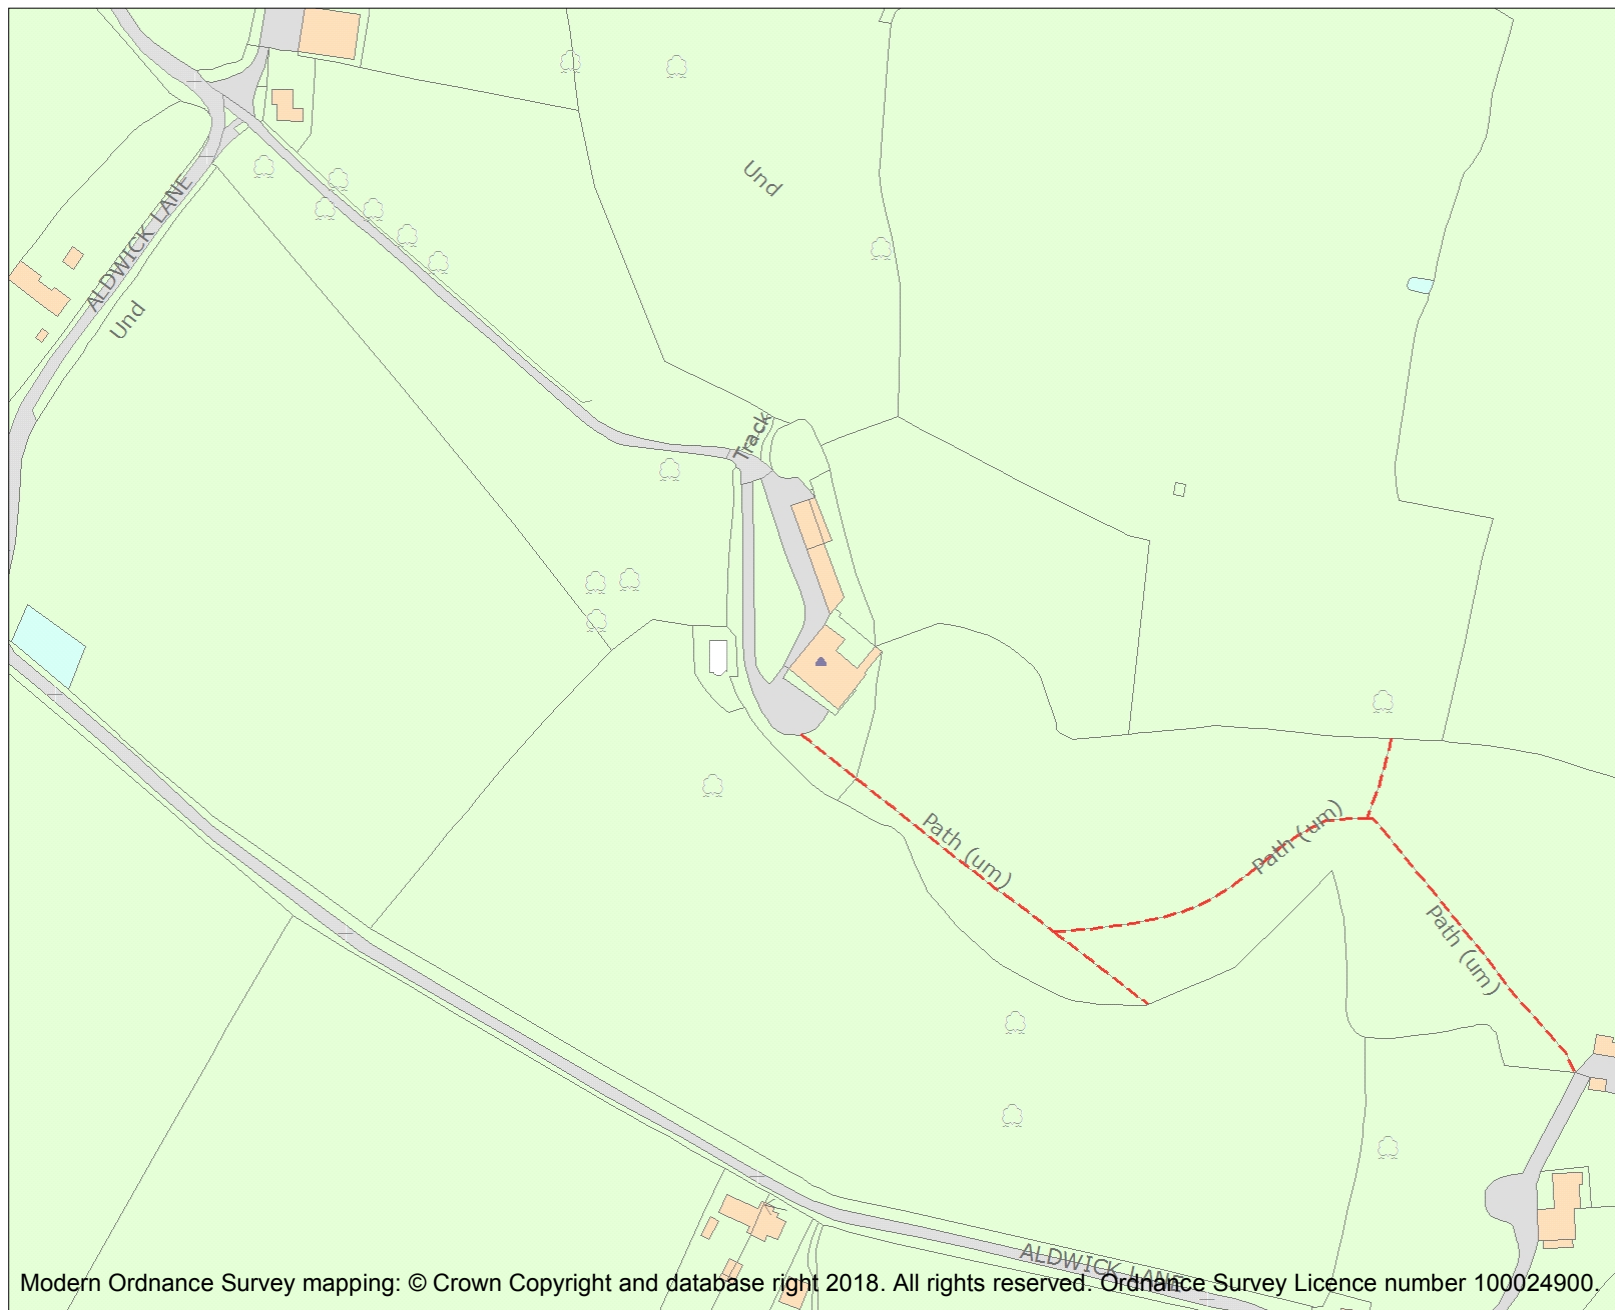 Und
ALDWICK LANE
Und
Track
Path (um)
Path (um)
Path (um)
ALDWICK LANE
Modern Ordnance Survey mapping: © Crown Copyright and database right 2018. All rights reserved. Ordnance Survey Licence number 100024900.